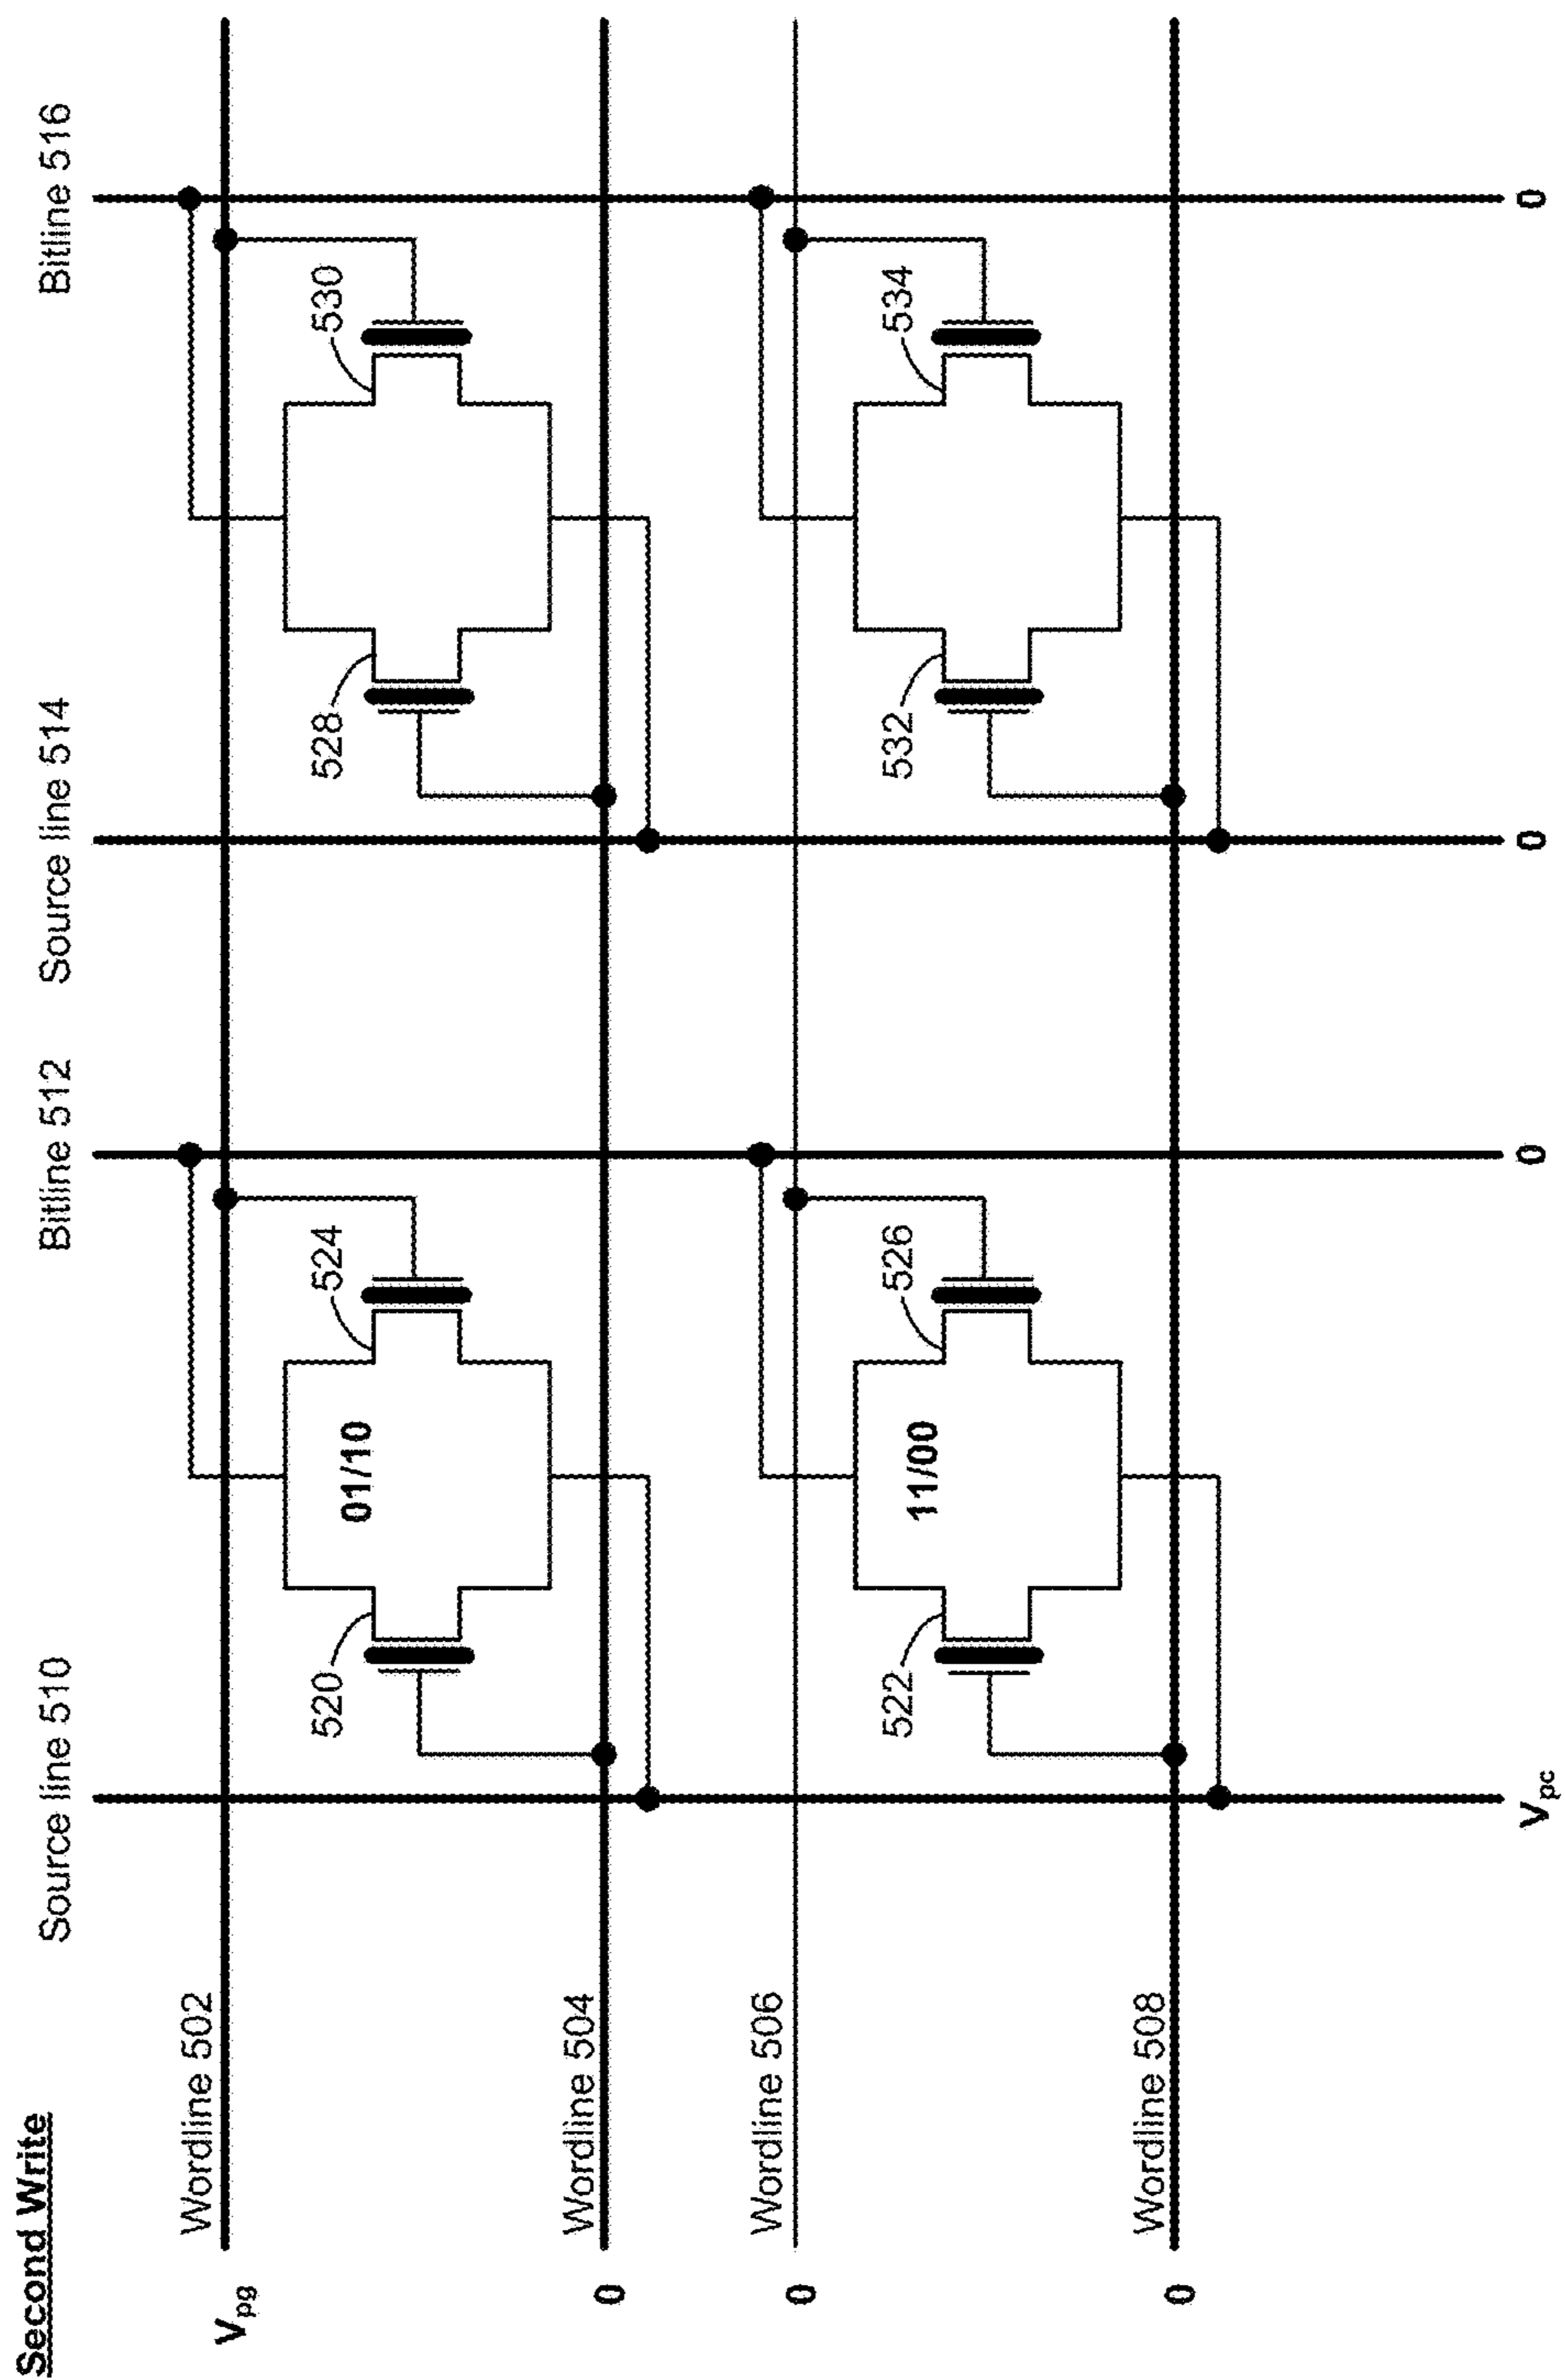 Second Write
Source line 510
Bitline 512
Source line 514
Bitline 516
Wordline 502
V_pg
520
01/10
524
528
530
Wordline 504
0
Wordline 506
0
522
11/00
526
532
534
Wordline 508
0
V_pc
0
0
0